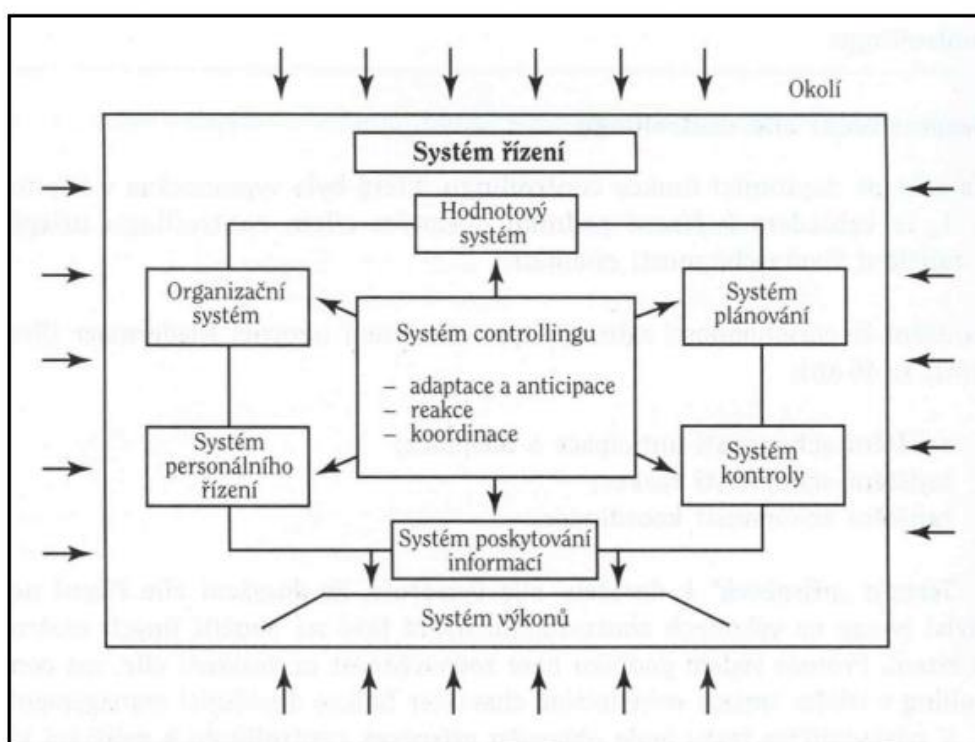 Okolí
Systém řízení
Hodnotový
systém
Organizační
systém
Systém
plánování
Systém controllingu
– adaptace a anticipace
– reakce
– koordinace
Systém
personálního
řízení
Systém
kontroly
Systém poskytování
informací
Systém výkonů